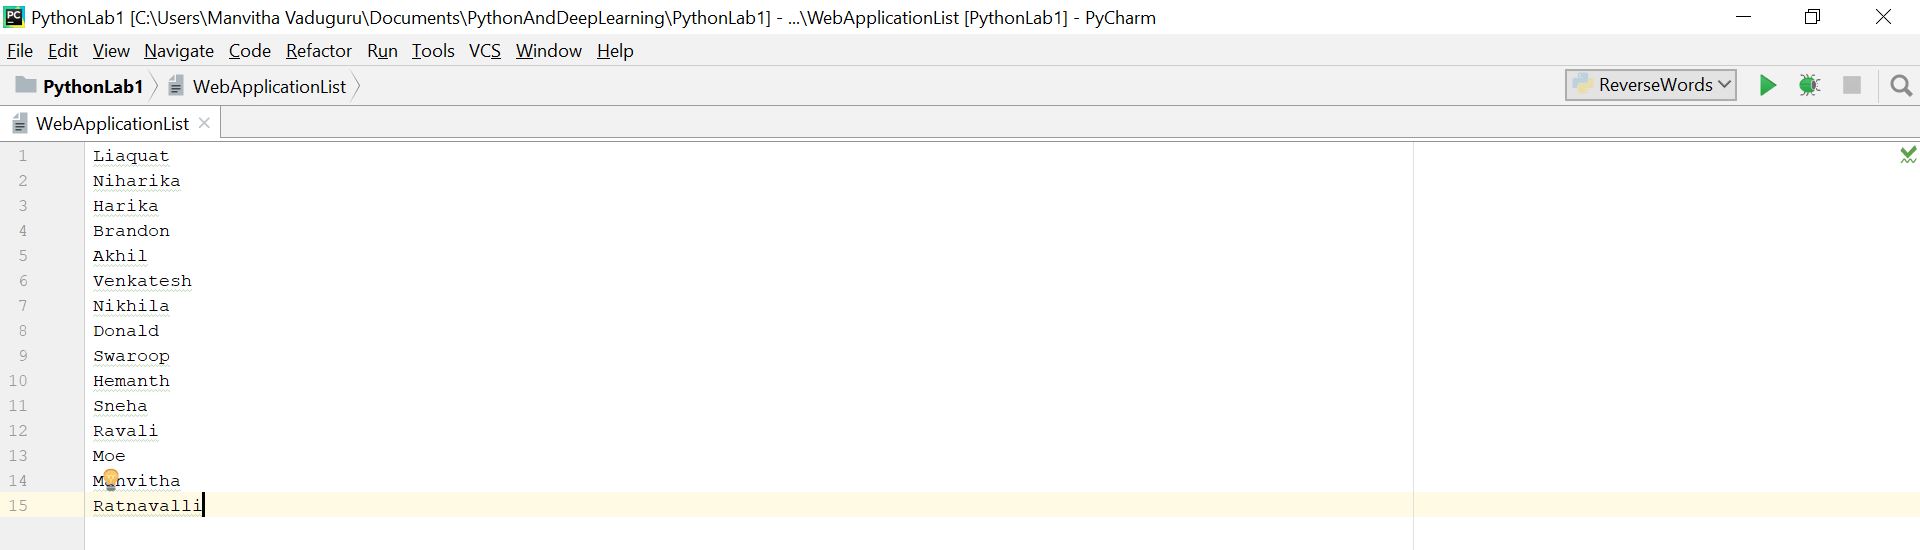 PC PythonLab1 [C:\Users\Manvitha Vaduguru\Documents\PythonAndDeepLearning\PythonLab1] - ...\WebApplicationList [PythonLab1] - PyCharm
File Edit View Navigate Code Refactor Run Tools VCS Window Help
PythonLab1 WebApplicationList ReverseWords
WebApplicationList
1 Liaquat
2 Niharika
3 Harika
4 Brandon
5 Akhil
6 Venkatesh
7 Nikhila
8 Donald
9 Swaroop
10 Hemanth
11 Sneha
12 Ravali
13 Moe
14 Manvitha
15 Ratnavalli